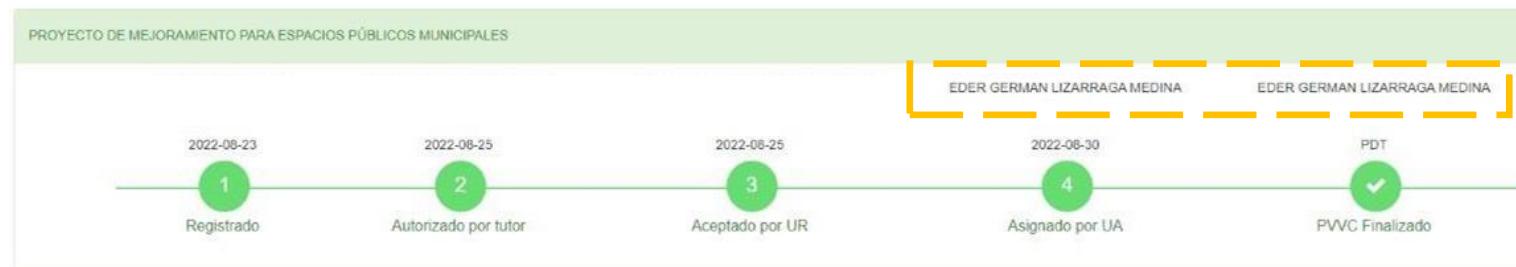 PROYECTO DE MEJORAMIENTO PARA ESPACIOS PÚBLICOS MUNICIPALES
EDER GERMAN LIZARRAGA MEDINA EDER GERMAN LIZARRAGA MEDINA
2022-08-23 2022-08-25 2022-08-25 2022-08-30 PDT
1 2 3 4
Registrado Autorizado por tutor Aceptado por UR Asignado por UA PVVC Finalizado